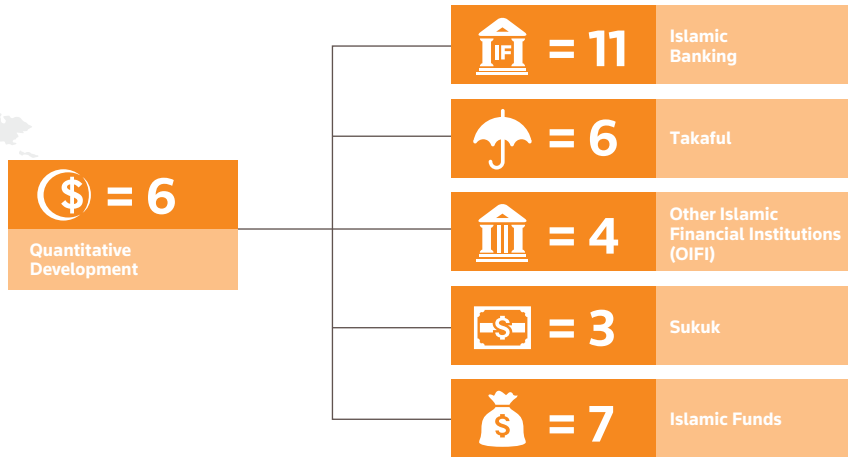 $ = 6
Quantitative
Development
IF = 11
Islamic
Banking
= 6
Takaful
= 4
Other Islamic
Financial Institutions
(OIFI)
$ = 3
Sukuk
$ = 7
Islamic Funds